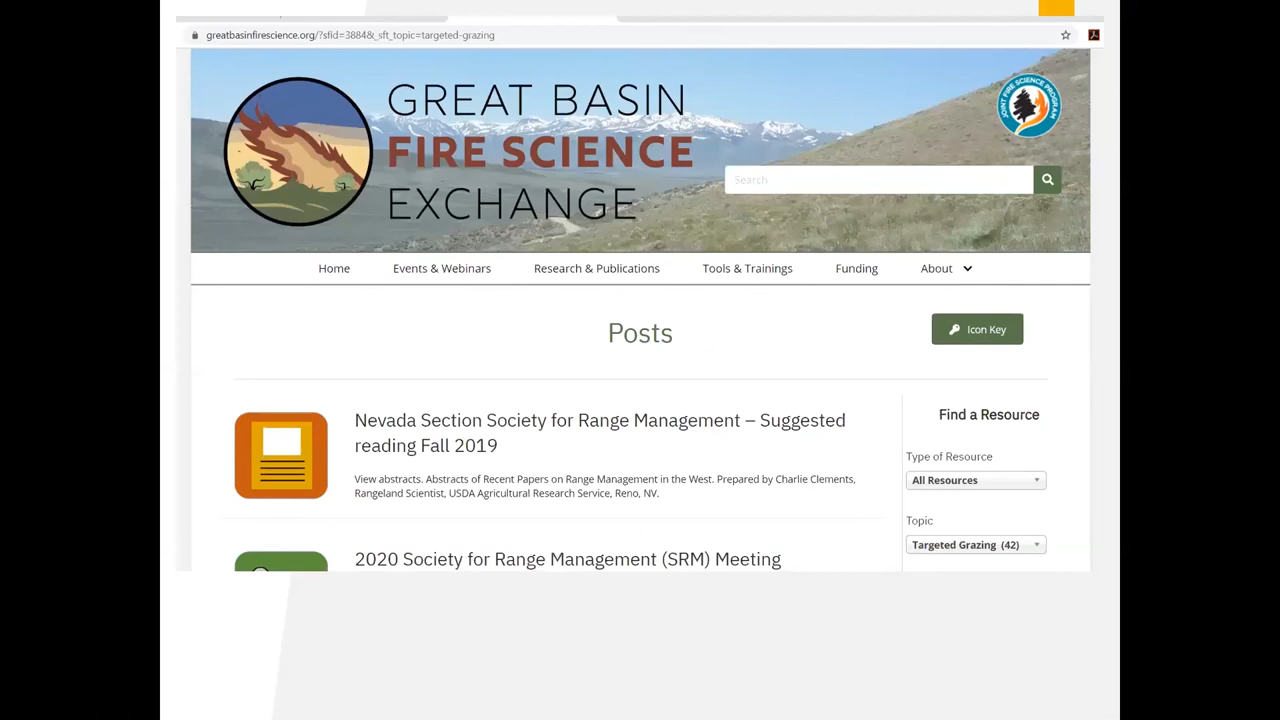 greatbasinfirescience.org/?sfid=3884&_sft_topic=targeted-grazing
GREAT BASIN
FIRE SCIENCE
EXCHANGE
JOINT FIRE SCIENCE PROGRAM
Search
Home
Events & Webinars
Research & Publications
Tools & Trainings
Funding
About
Posts
Icon Key
Nevada Section Society for Range Management – Suggested
reading Fall 2019
View abstracts. Abstracts of Recent Papers on Range Management in the West. Prepared by Charlie Clements,
Rangeland Scientist, USDA Agricultural Research Service, Reno, NV.
2020 Society for Range Management (SRM) Meeting
Find a Resource
Type of Resource
All Resources
Topic
Targeted Grazing (42)